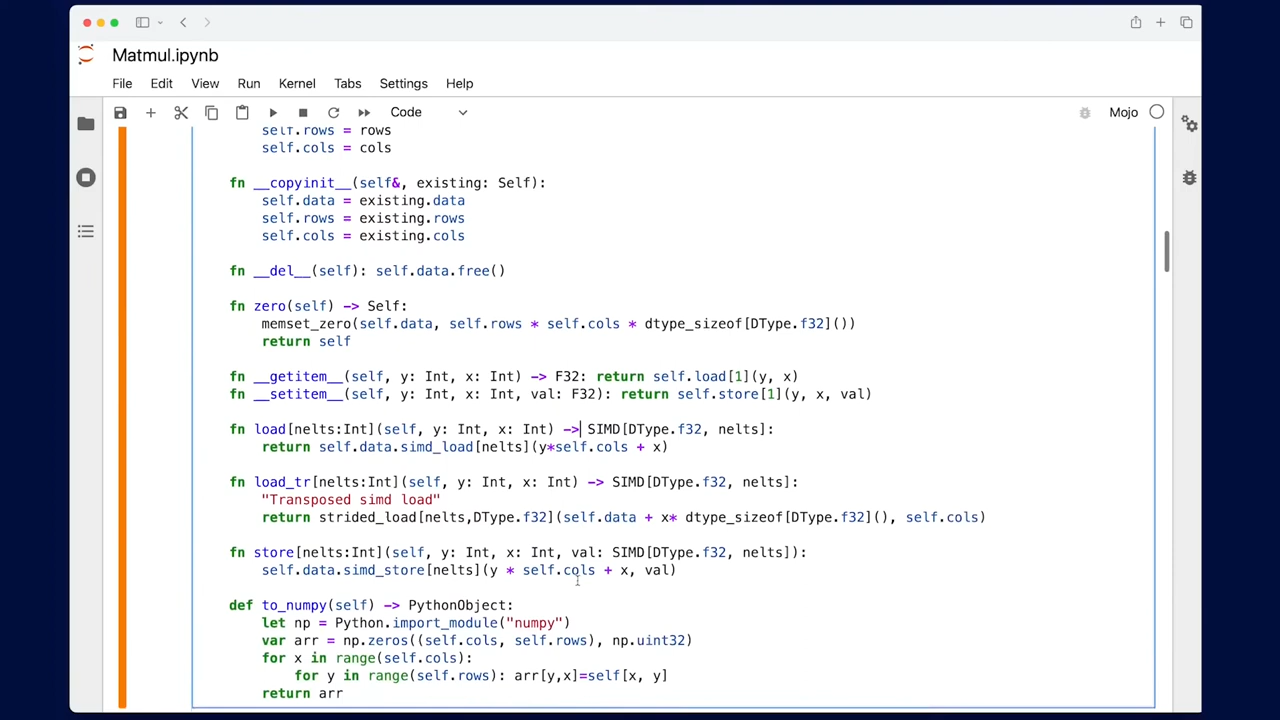 Matmul.ipynb
File Edit View Run Kernel Tabs Settings Help
Code
Mojo
self.rows = rows
self.cols = cols
fn __copyinit__(self&, existing: Self):
self.data = existing.data
self.rows = existing.rows
self.cols = existing.cols
fn __del__(self): self.data.free()
fn zero(self) -> Self:
memset_zero(self.data, self.rows * self.cols * dtype_sizeof[DType.f32]())
return self
fn __getitem__(self, y: Int, x: Int) -> F32: return self.load[1](y, x)
fn __setitem__(self, y: Int, x: Int, val: F32): return self.store[1](y, x, val)
fn load[nelts:Int](self, y: Int, x: Int) -> SIMD[DType.f32, nelts]:
return self.data.simd_load[nelts](y*self.cols + x)
fn load_tr[nelts:Int](self, y: Int, x: Int) -> SIMD[DType.f32, nelts]:
"Transposed simd load"
return strided_load[nelts,DType.f32](self.data + x* dtype_sizeof[DType.f32](), self.cols)
fn store[nelts:Int](self, y: Int, x: Int, val: SIMD[DType.f32, nelts]):
self.data.simd_store[nelts](y * self.cols + x, val)
def to_numpy(self) -> PythonObject:
let np = Python.import_module("numpy")
var arr = np.zeros((self.cols, self.rows), np.uint32)
for x in range(self.cols):
for y in range(self.rows): arr[y,x]=self[x, y]
return arr